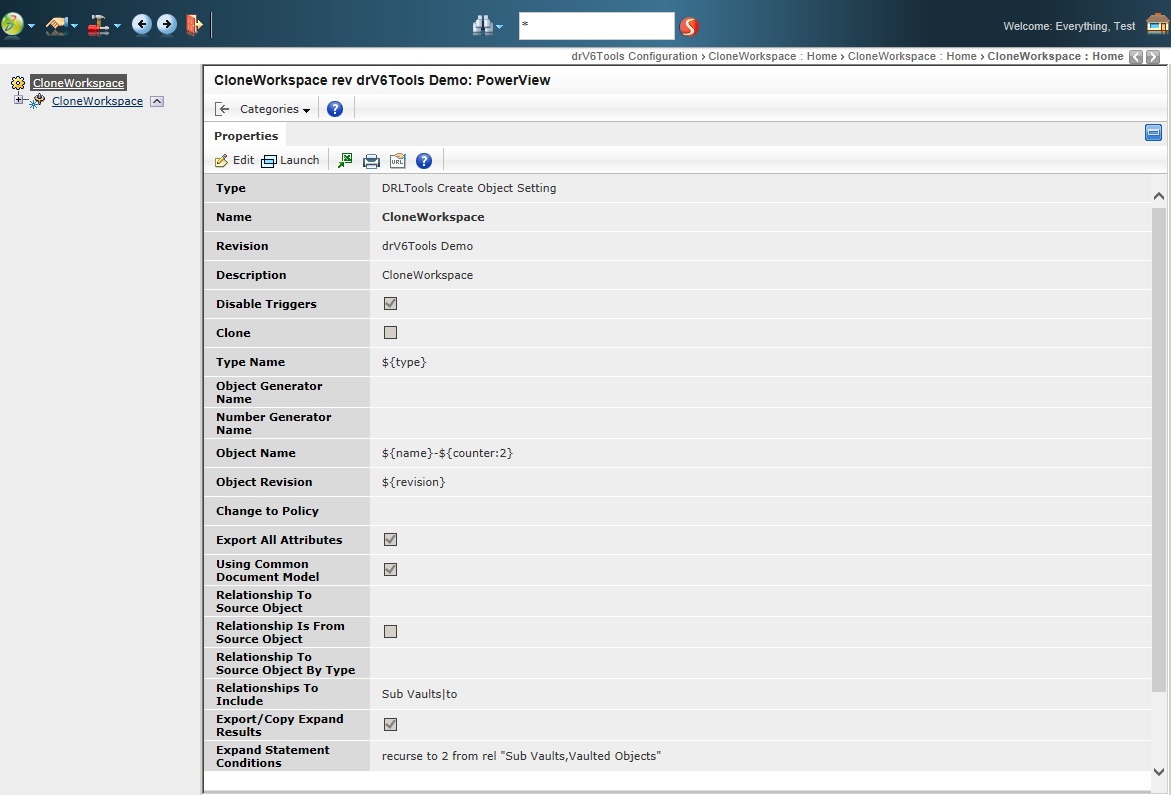 *
Welcome: Everything, Test
drV6Tools Configuration › CloneWorkspace : Home › CloneWorkspace : Home › CloneWorkspace : Home
CloneWorkspace
CloneWorkspace
CloneWorkspace rev drV6Tools Demo: PowerView
Categories
Properties
Edit Launch URL
Type DRLTools Create Object Setting
Name CloneWorkspace
Revision drV6Tools Demo
Description CloneWorkspace
Disable Triggers
Clone
Type Name ${type}
Object Generator
Name
Number Generator
Name
Object Name ${name}-${counter:2}
Object Revision ${revision}
Change to Policy
Export All Attributes
Using Common
Document Model
Relationship To
Source Object
Relationship Is From
Source Object
Relationship To
Source Object By Type
Relationships To
Include
Sub Vaults|to
Export/Copy Expand
Results
Expand Statement
Conditions
recurse to 2 from rel "Sub Vaults,Vaulted Objects"